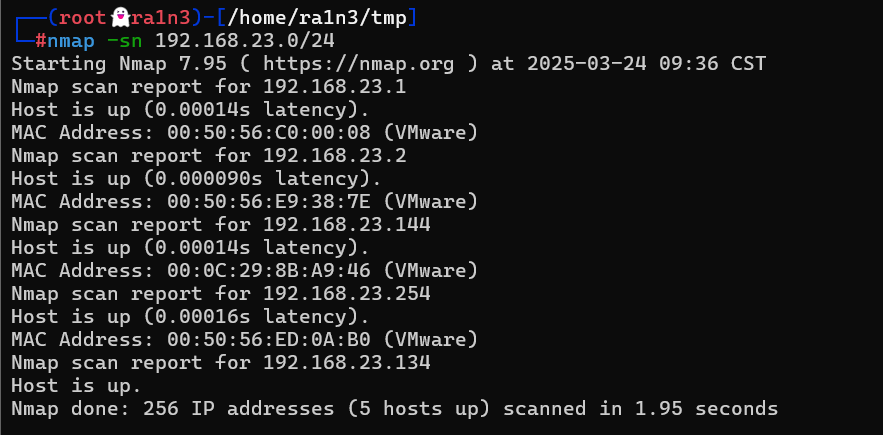 ┌──(root👻ra1n3)-[/home/ra1n3/tmp]
└─#nmap -sn 192.168.23.0/24
Starting Nmap 7.95 ( https://nmap.org ) at 2025-03-24 09:36 CST
Nmap scan report for 192.168.23.1
Host is up (0.00014s latency).
MAC Address: 00:50:56:C0:00:08 (VMware)
Nmap scan report for 192.168.23.2
Host is up (0.000090s latency).
MAC Address: 00:50:56:E9:38:7E (VMware)
Nmap scan report for 192.168.23.144
Host is up (0.00014s latency).
MAC Address: 00:0C:29:8B:A9:46 (VMware)
Nmap scan report for 192.168.23.254
Host is up (0.00016s latency).
MAC Address: 00:50:56:ED:0A:B0 (VMware)
Nmap scan report for 192.168.23.134
Host is up.
Nmap done: 256 IP addresses (5 hosts up) scanned in 1.95 seconds